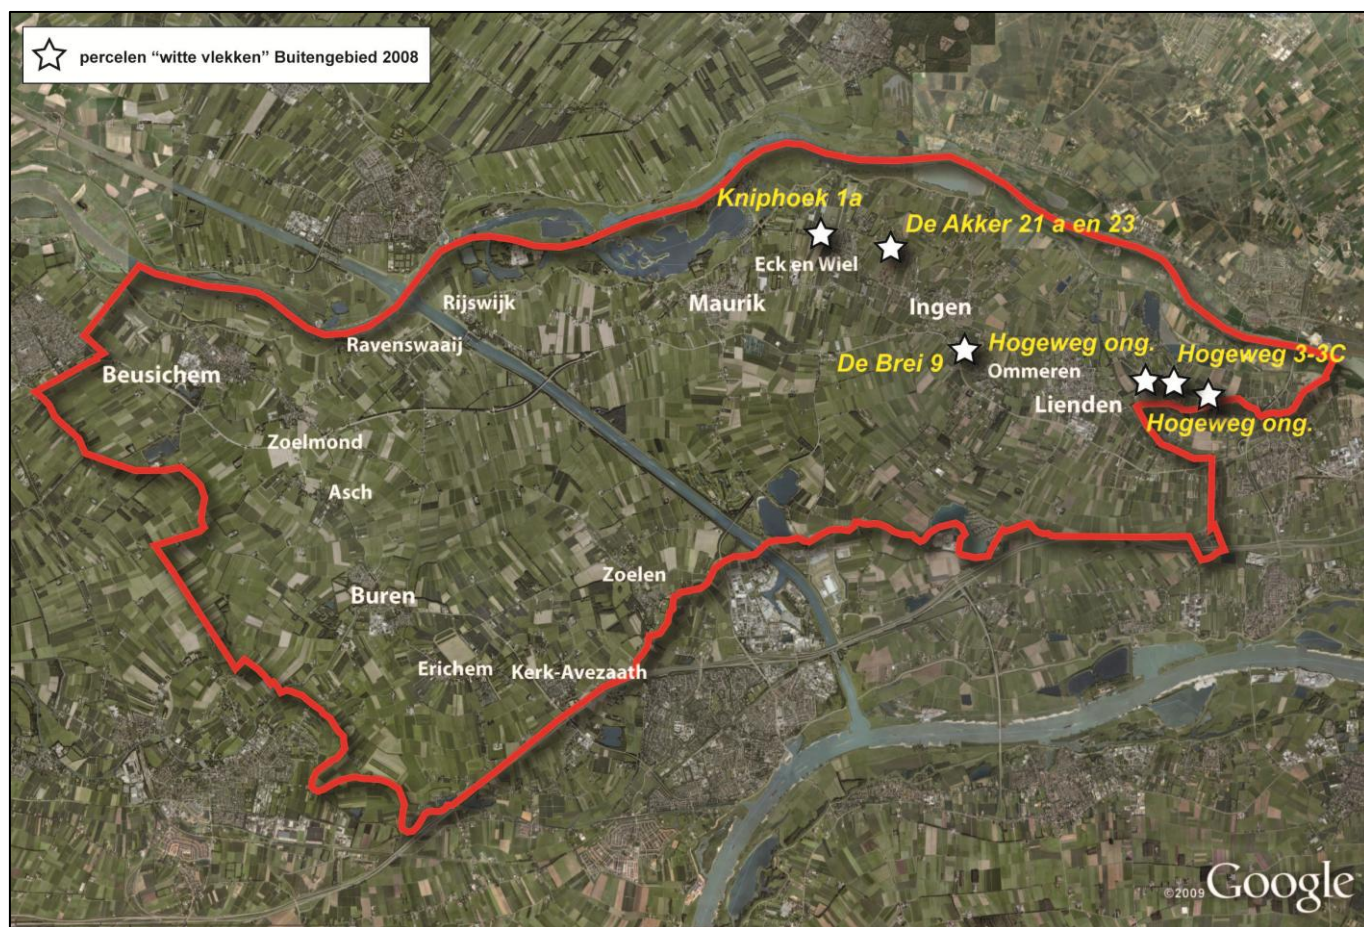 percelen “witte vlekken” Buitengebied 2008
Kniphoek 1a
De Akker 21 a en 23
Eck en Wiel
Rijswijk
Maurik
Ingen
Ravenswaaij
De Brei 9
Hogeweg ong.
Hogeweg 3-3C
Ommeren
Beusichem
Lienden
Hogeweg ong.
Zoelmond
Asch
Zoelen
Buren
Erichem
Kerk-Avezaath
©2009 Google